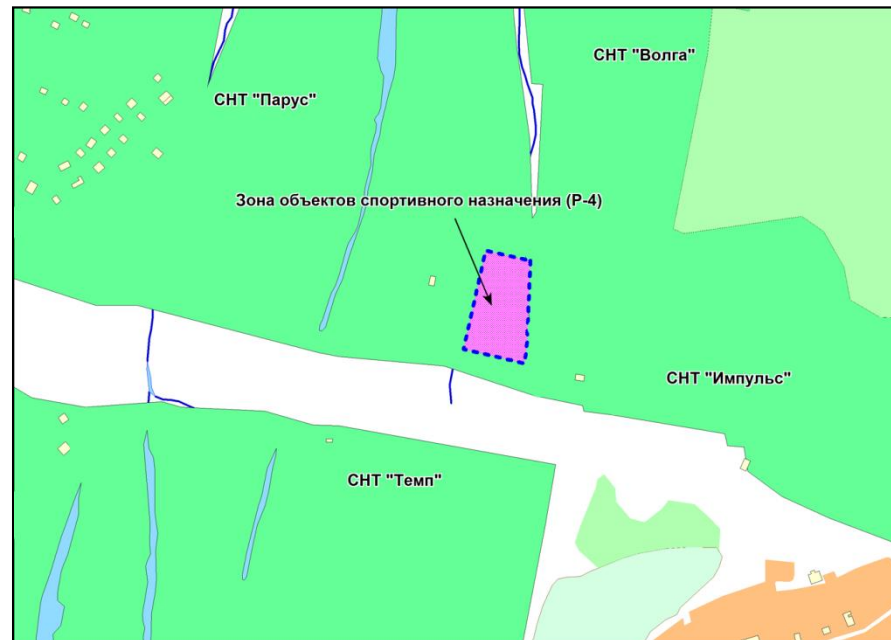 СНТ "Волга"
СНТ "Парус"
Зона объектов спортивного назначения (Р-4)
СНТ "Импульс"
СНТ "Темп"